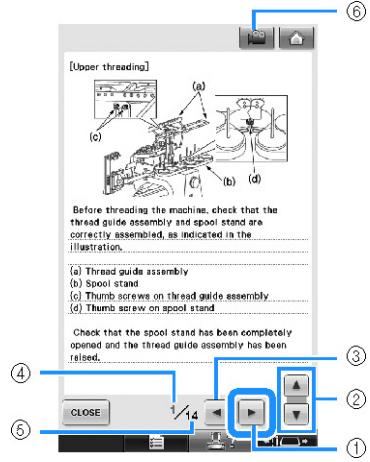 ⑥
[Upper threading]
(a)
(c)
(b)
(d)
Before threading the machine, check that the
thread guide assembly and spool stand are
correctly assembled, as indicated in the
illustration.
(a) Thread guide assembly
(b) Spool stand
(c) Thumb screws on thread guide assembly
(d) Thumb screw on spool stand
Check that the spool stand has been completely
opened and the thread guide assembly has been
raised.
③
④
②
CLOSE
1/14
⑤
①